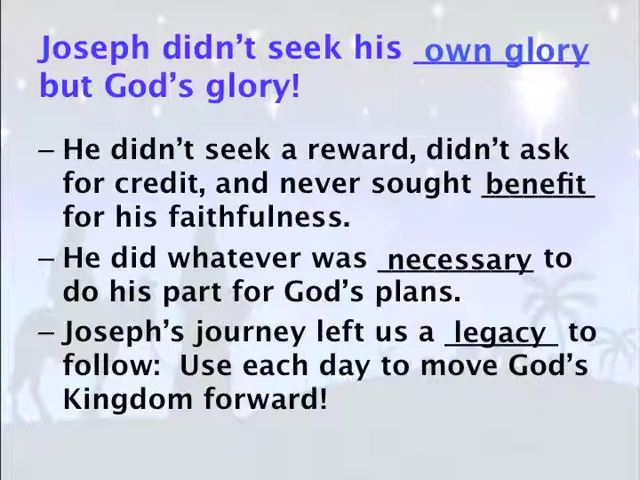 Joseph didn't seek his own glory
but God's glory!
– He didn't seek a reward, didn't ask
for credit, and never sought benefit
for his faithfulness.
– He did whatever was necessary to
do his part for God's plans.
– Joseph's journey left us a legacy to
follow:  Use each day to move God's
Kingdom forward!